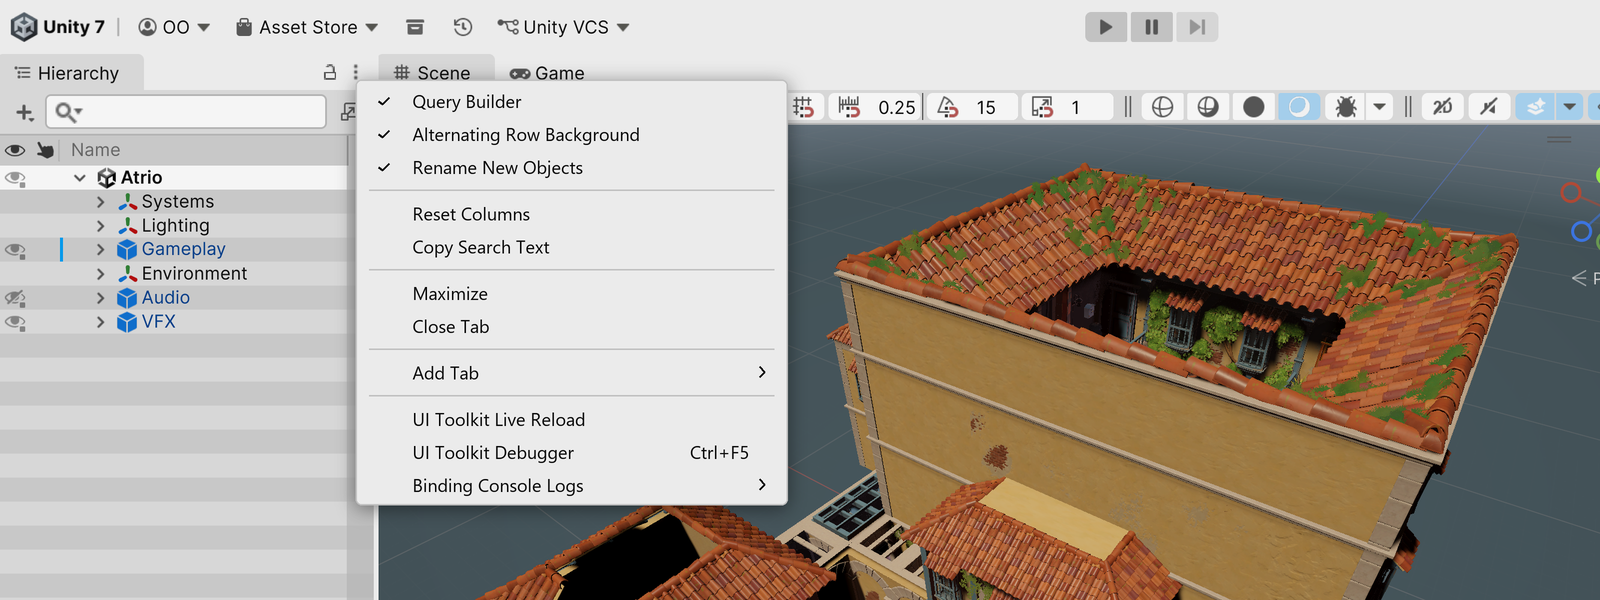 Unity 7
OO
Asset Store
Unity VCS
Hierarchy
Scene
Game
0.25
15
1
2D
Name
Atrio
Systems
Lighting
Gameplay
Environment
Audio
VFX
Query Builder
Alternating Row Background
Rename New Objects
Reset Columns
Copy Search Text
Maximize
Close Tab
Add Tab
UI Toolkit Live Reload
UI Toolkit Debugger Ctrl+F5
Binding Console Logs